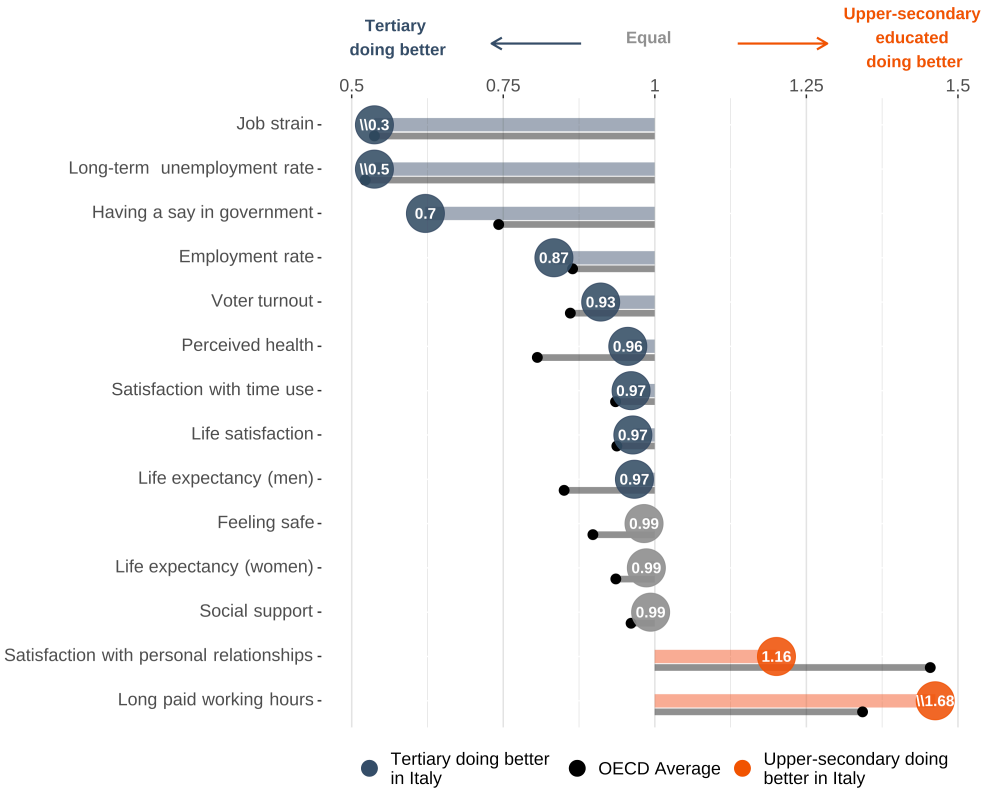 Tertiary
doing better
Equal
Upper-secondary
educated
doing better
0.5 0.75 1 1.25 1.5
Job strain \\0.3
Long-term  unemployment rate \\0.5
Having a say in government 0.7
Employment rate 0.87
Voter turnout 0.93
Perceived health 0.96
Satisfaction with time use 0.97
Life satisfaction 0.97
Life expectancy (men) 0.97
Feeling safe 0.99
Life expectancy (women) 0.99
Social support 0.99
Satisfaction with personal relationships 1.16
Long paid working hours \\1.68
Tertiary doing better
in Italy
OECD Average
Upper-secondary doing
better in Italy